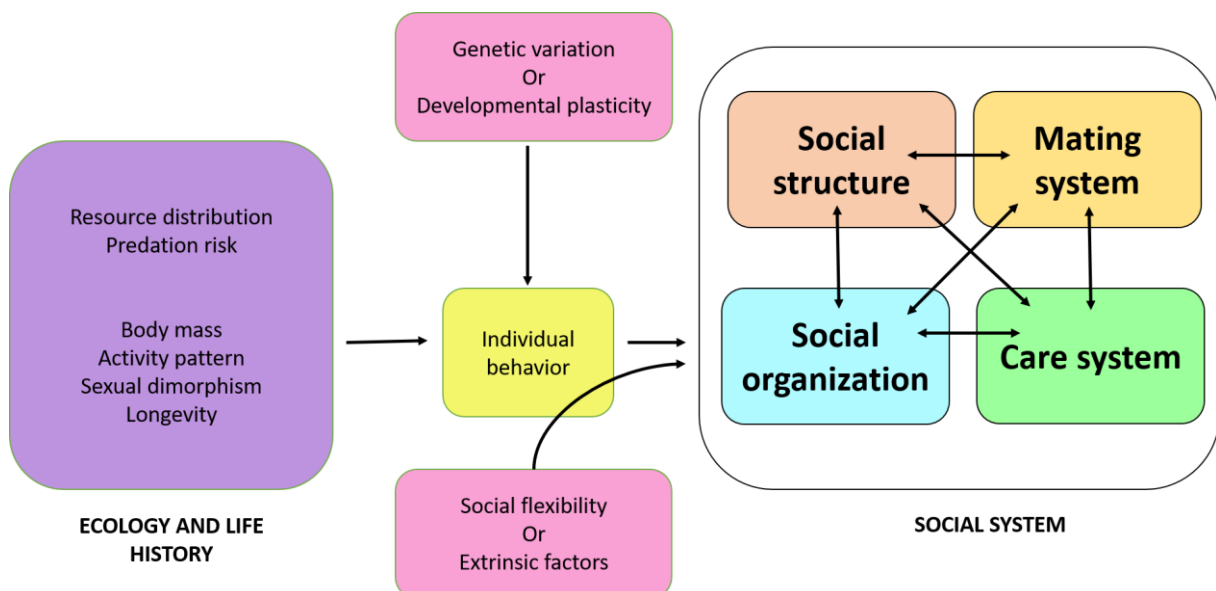 Genetic variation
Or
Developmental plasticity
Resource distribution
Predation risk
Body mass
Activity pattern
Sexual dimorphism
Longevity
ECOLOGY AND LIFE
HISTORY
Individual
behavior
Social flexibility
Or
Extrinsic factors
Social
structure
Mating
system
Social
organization
Care system
SOCIAL SYSTEM